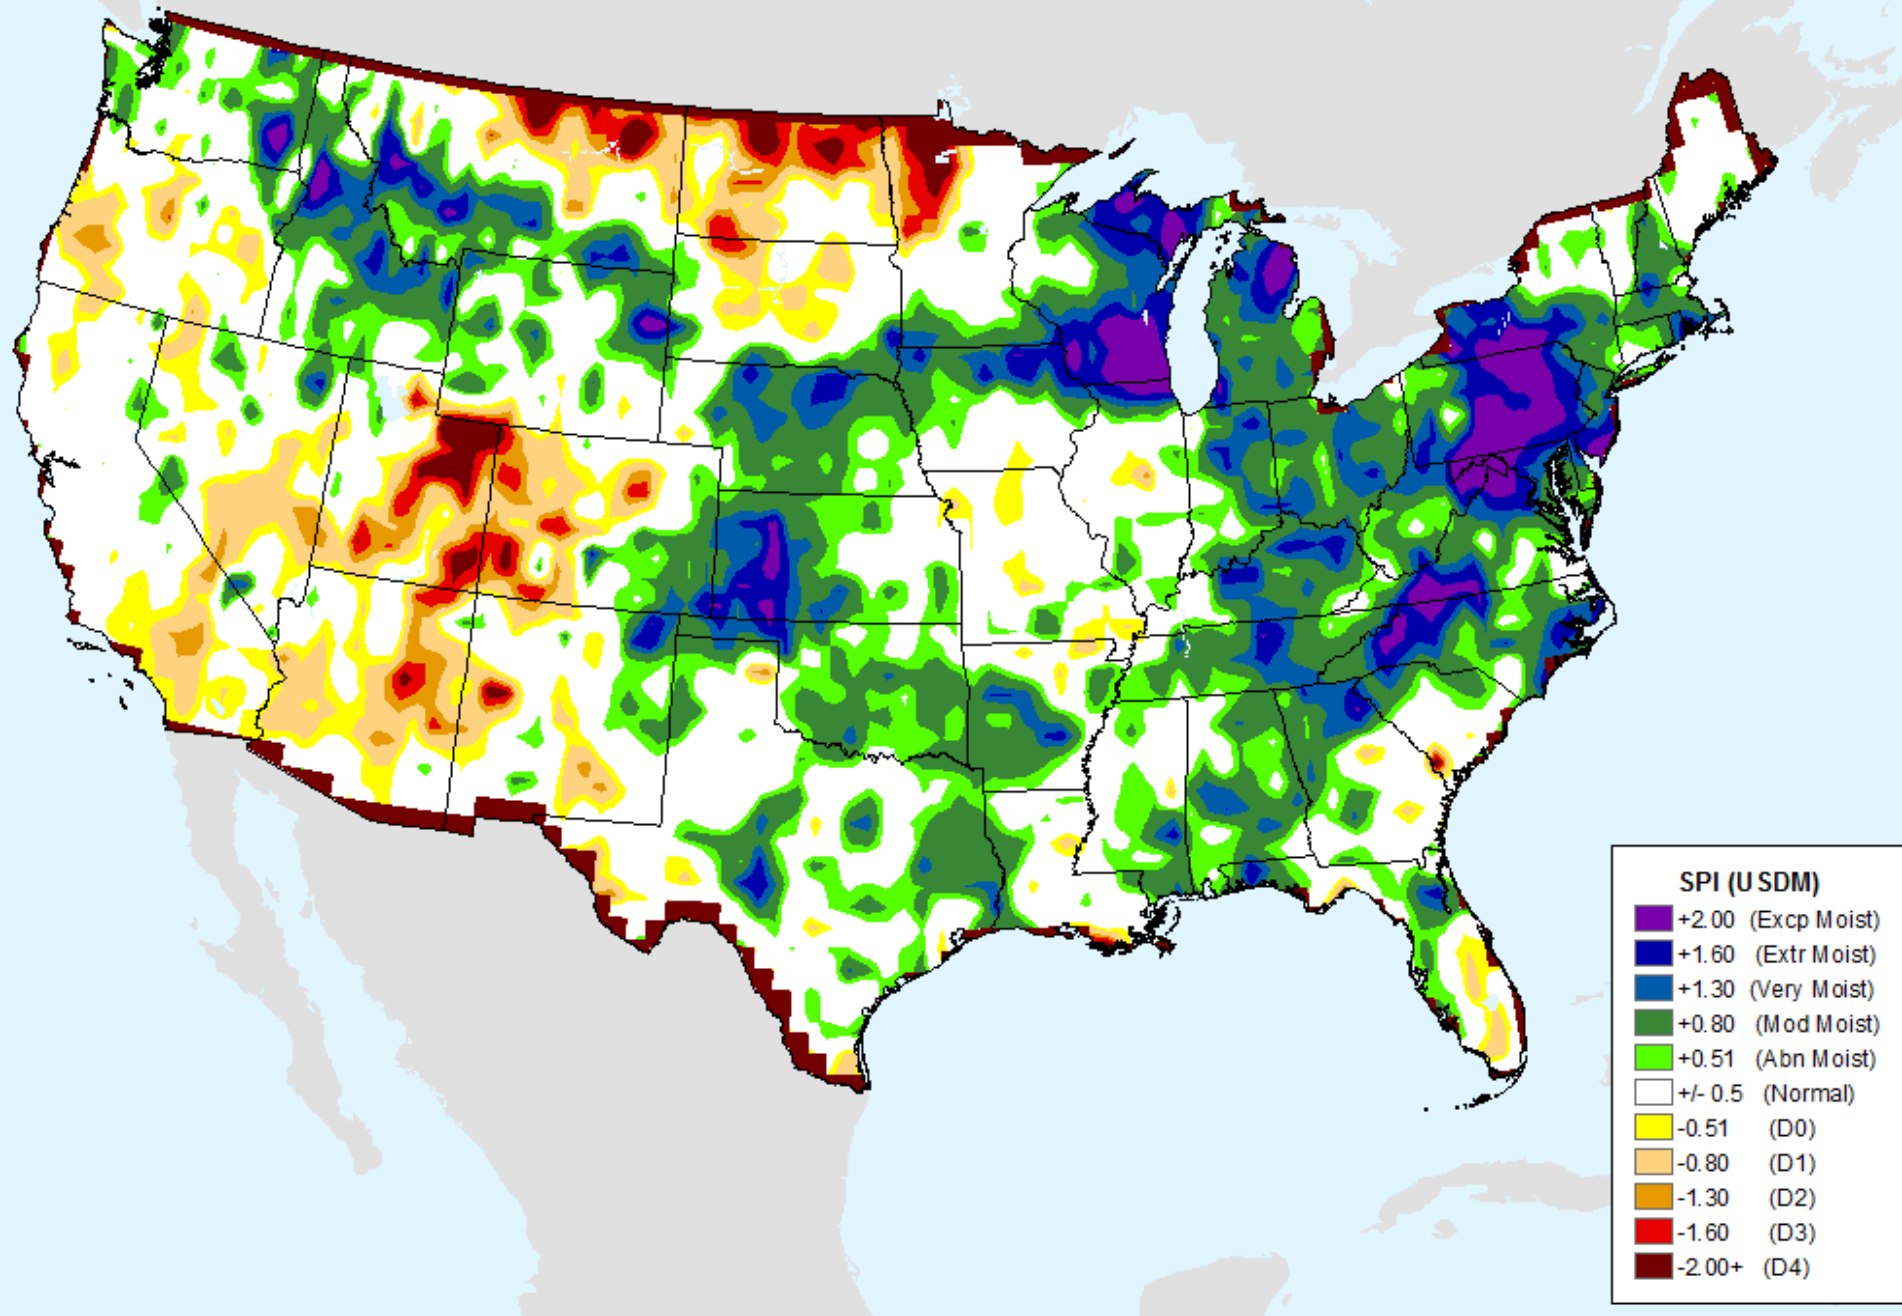 SPI (USDM)
+2.00 (Excp Moist)
+1.60 (Extr Moist)
+1.30 (Very Moist)
+0.80 (Mod Moist)
+0.51 (Abn Moist)
+/- 0.5 (Normal)
-0.51 (D0)
-0.80 (D1)
-1.30 (D2)
-1.60 (D3)
-2.00+ (D4)